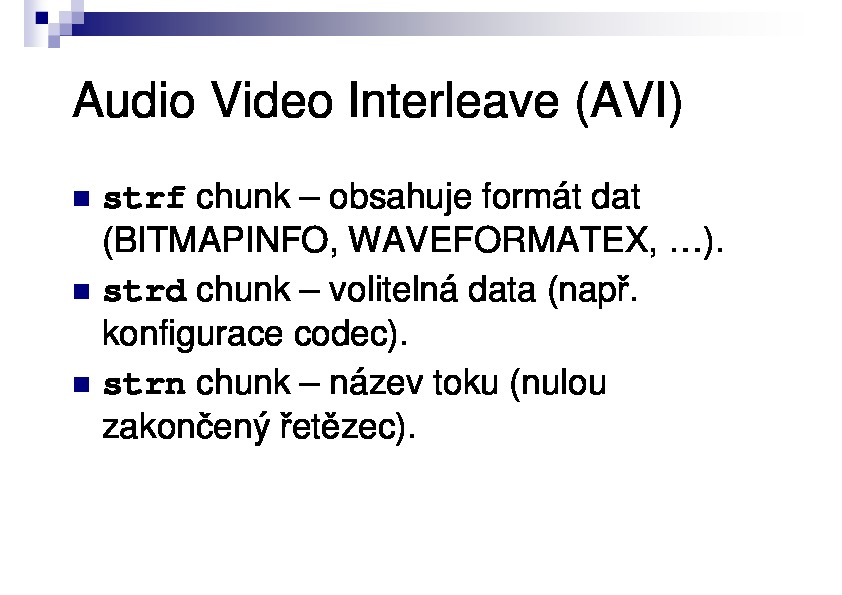 Audio Video Interleave (AVI)
strf chunk – obsahuje formát dat
(BITMAPINFO, WAVEFORMATEX, …).
strd chunk – volitelná data (např.
konfigurace codec).
strn chunk – název toku (nulou
zakončený řetězec).